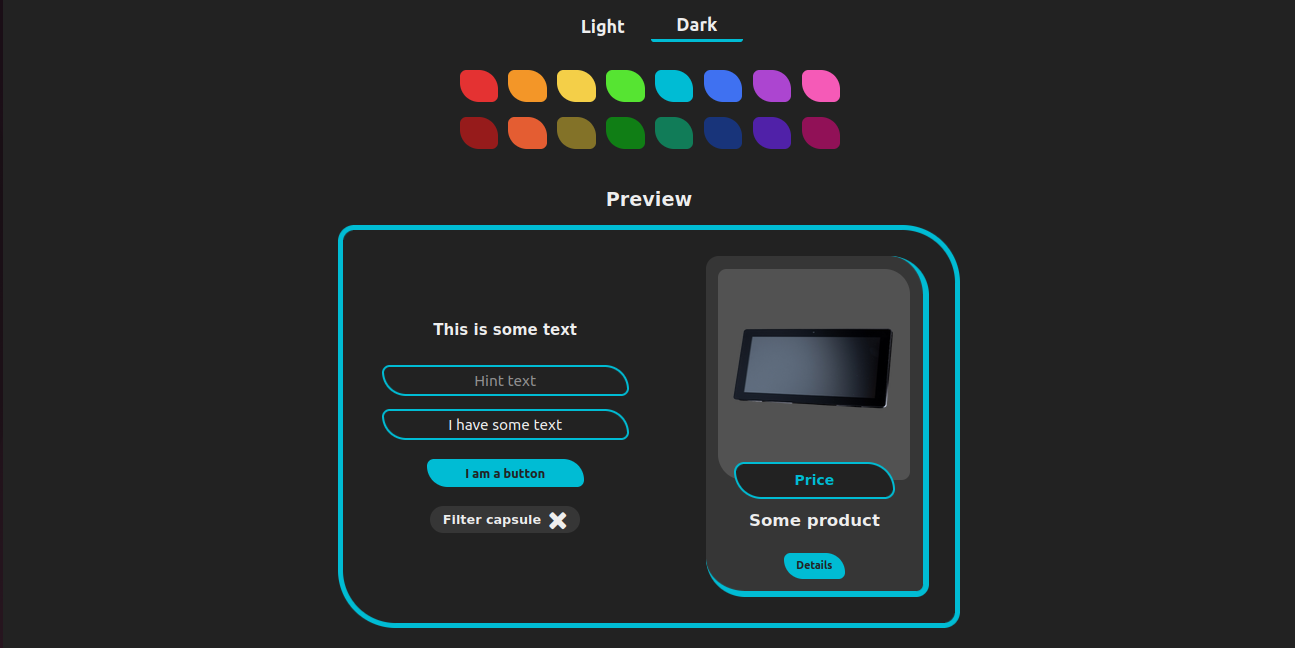 Light
Dark
Preview
This is some text
Hint text
I have some text
I am a button
Filter capsule
Price
Some product
Details